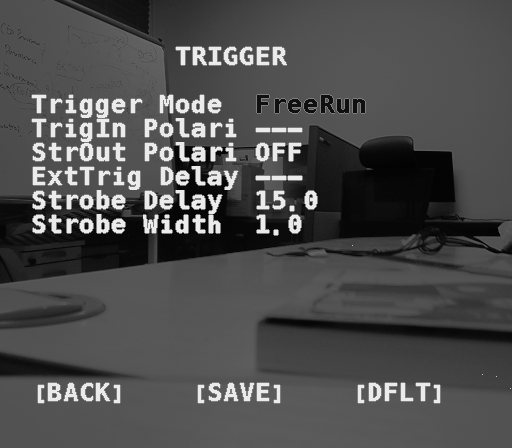 TRIGGER
Trigger Mode FreeRun
TrigIn Polari ---
StrOut Polari OFF
ExtTrig Delay ---
Strobe Delay 15.0
Strobe Width 1.0
[BACK] [SAVE] [DFLT]